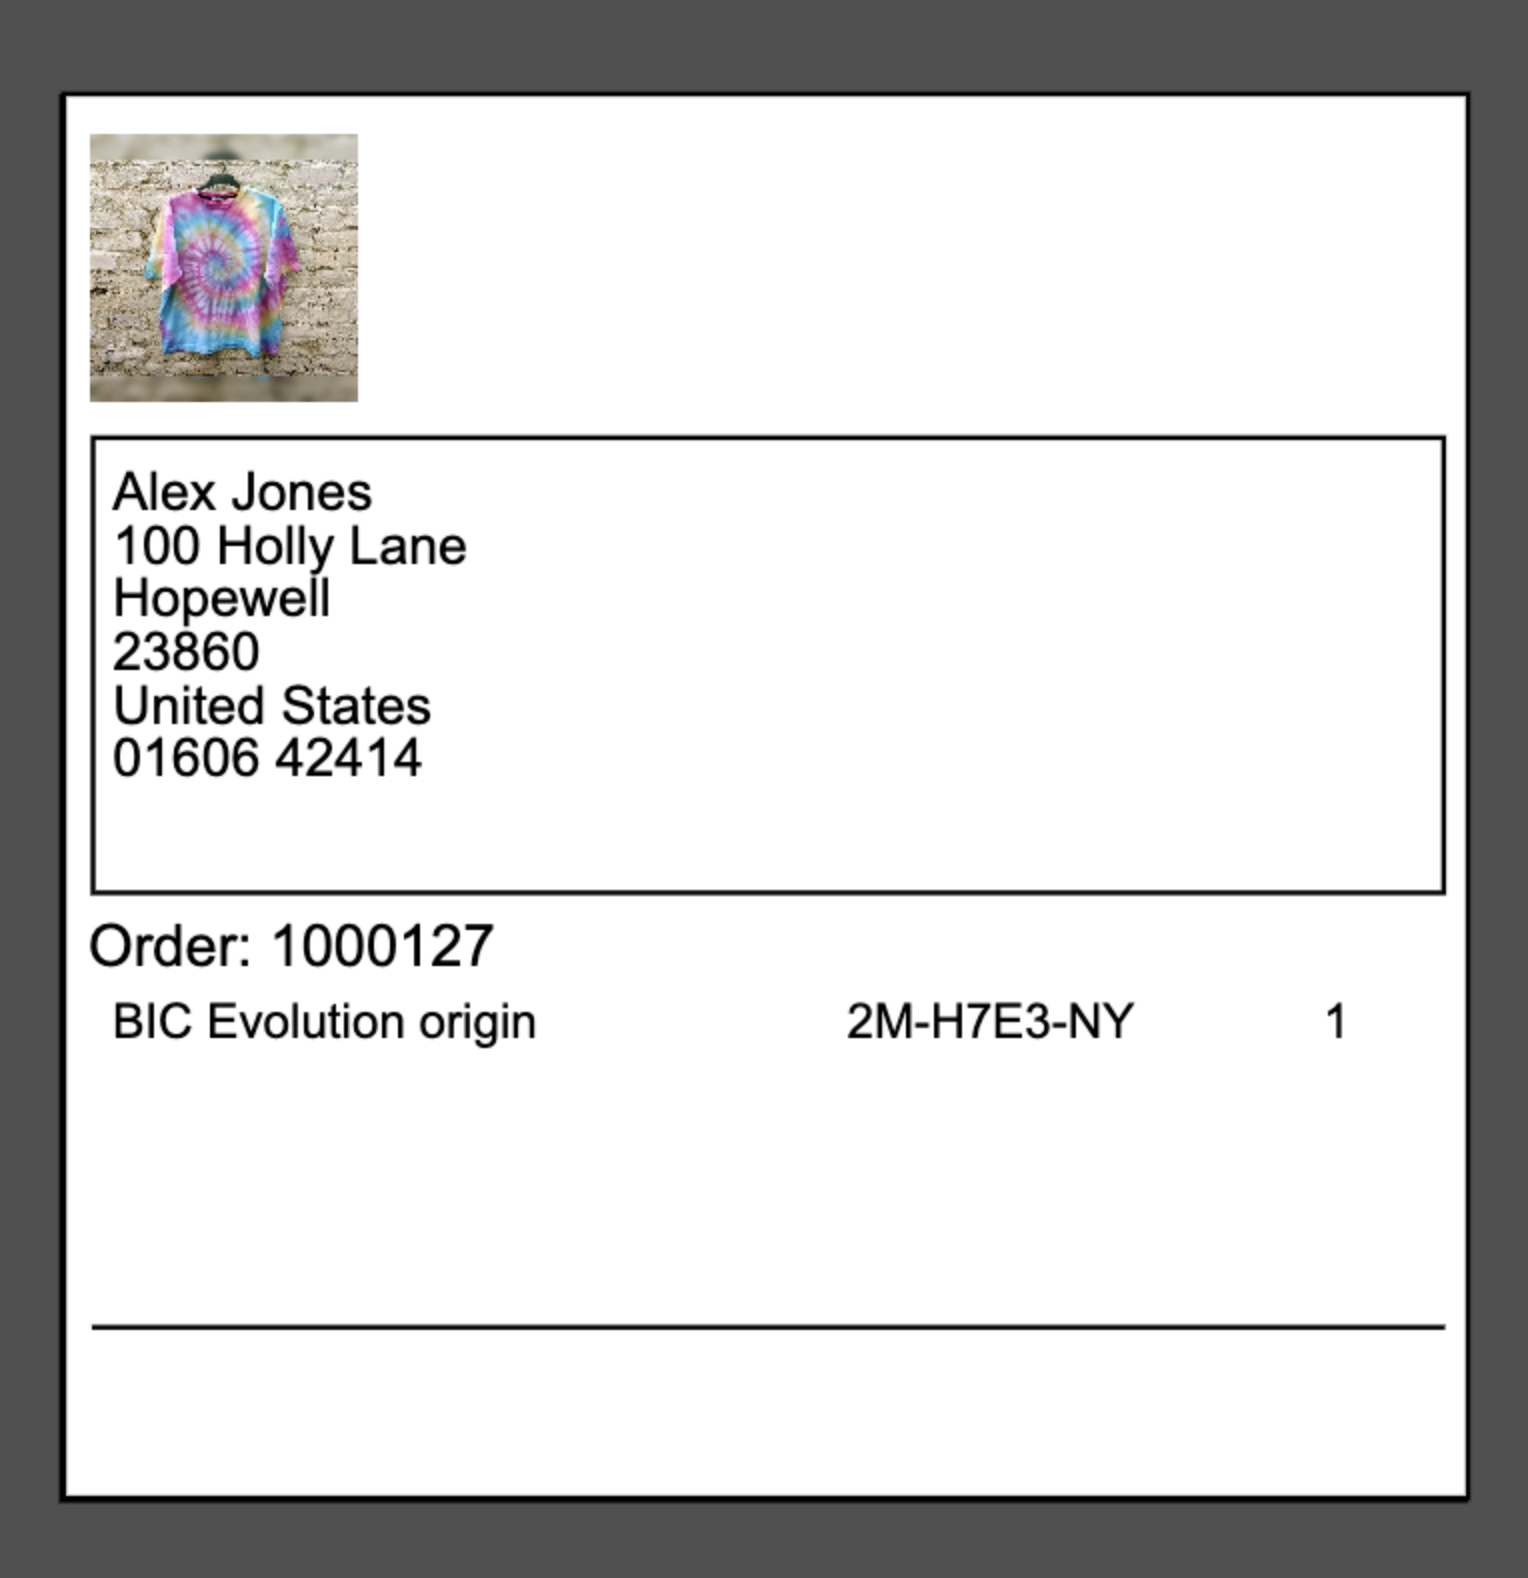 Alex Jones
100 Holly Lane
Hopewell
23860
United States
01606 42414
Order: 1000127
BIC Evolution origin 2M-H7E3-NY 1